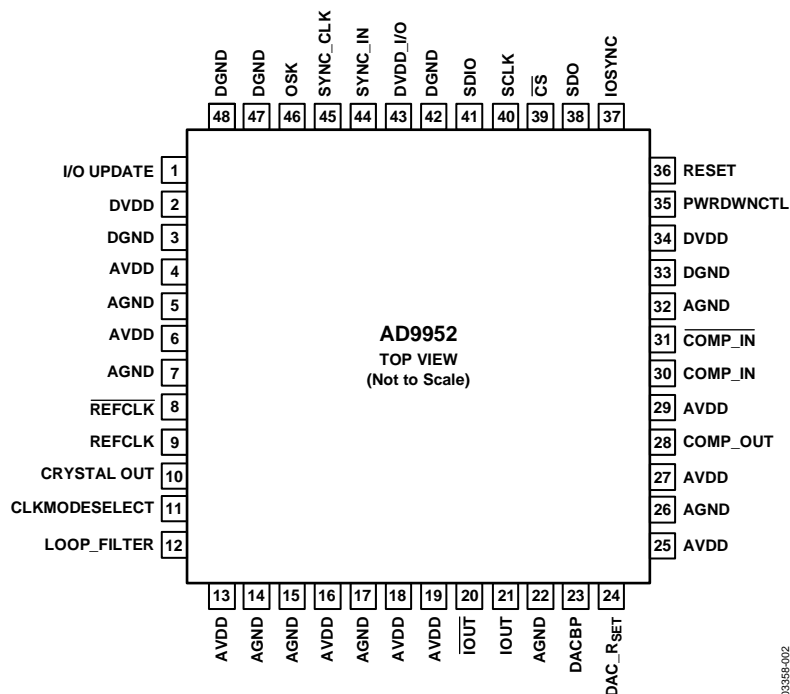 DGND
DGND
OSK
SYNC_CLK
SYNC_IN
DVDD_I/O
DGND
SDIO
SCLK
C̅S̅
SDO
IOSYNC
48 47 46 45 44 43 42 41 40 39 38 37
I/O UPDATE 1
DVDD 2
DGND 3
AVDD 4
AGND 5
AVDD 6
AGND 7
R̅E̅F̅C̅L̅K̅ 8
REFCLK 9
CRYSTAL OUT 10
CLKMODESELECT 11
LOOP_FILTER 12
AD9952
TOP VIEW
(Not to Scale)
36 RESET
35 PWRDWNCTL
34 DVDD
33 DGND
32 AGND
31 C̅O̅M̅P̅_̅I̅N̅
30 COMP_IN
29 AVDD
28 COMP_OUT
27 AVDD
26 AGND
25 AVDD
13 14 15 16 17 18 19 20 21 22 23 24
AVDD
AGND
AGND
AVDD
AGND
AVDD
AVDD
I̅O̅U̅T̅
IOUT
AGND
DACBP
DAC_RSET
03358-002